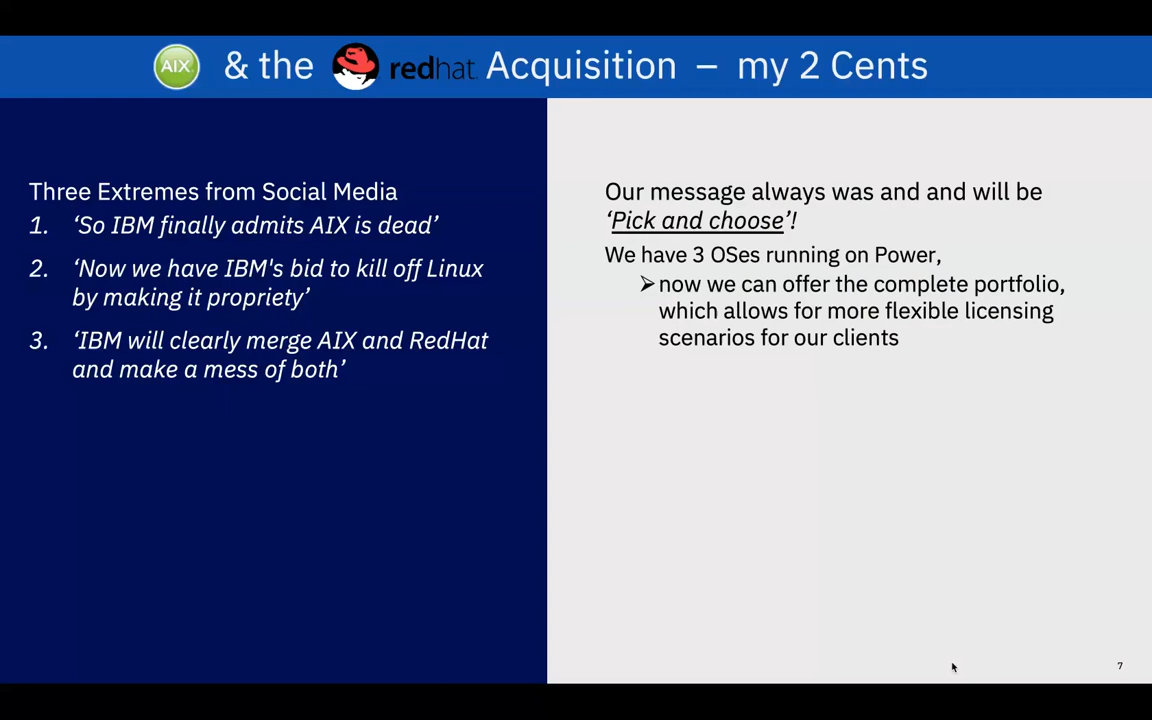 AIX & the redhat. Acquisition – my 2 Cents
Three Extremes from Social Media
1. ‘So IBM finally admits AIX is dead’
2. ‘Now we have IBM's bid to kill off Linux
by making it propriety’
3. ‘IBM will clearly merge AIX and RedHat
and make a mess of both’
Our message always was and and will be
‘Pick and choose’!
We have 3 OSes running on Power,
➢now we can offer the complete portfolio,
which allows for more flexible licensing
scenarios for our clients
7